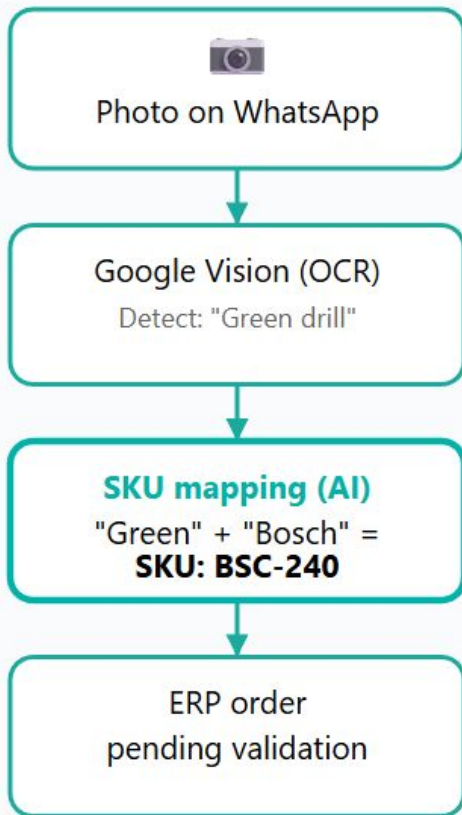 Photo on WhatsApp
Google Vision (OCR)
Detect: "Green drill"
SKU mapping (AI)
"Green" + "Bosch" =
SKU: BSC-240
ERP order
pending validation